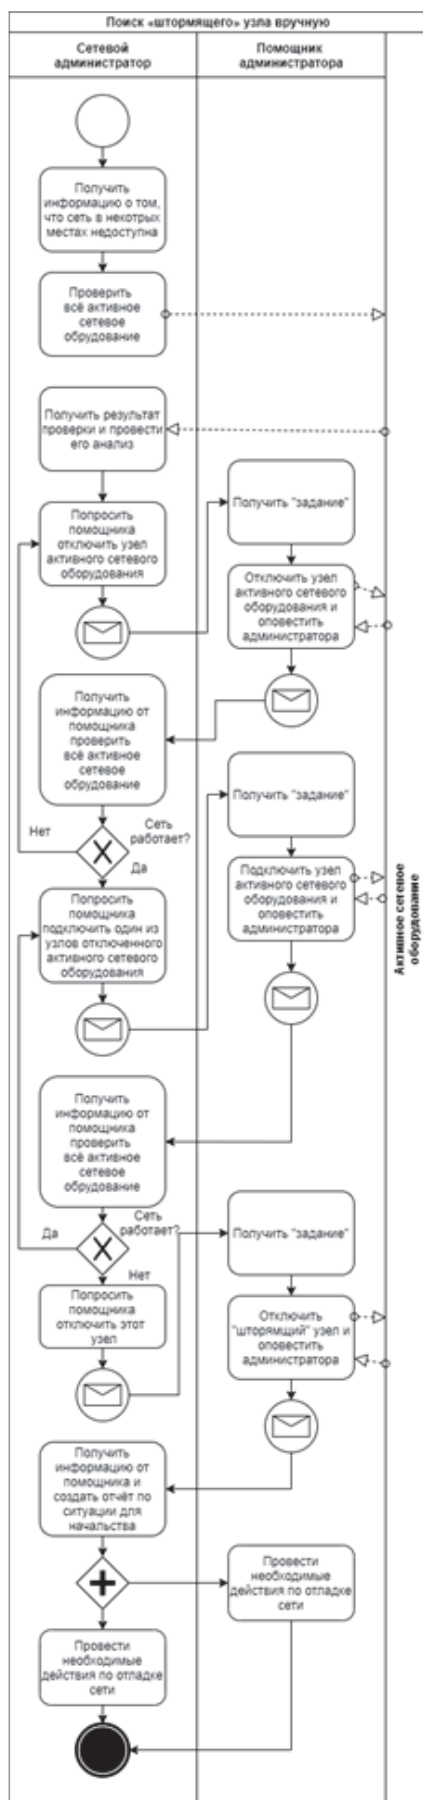 Поиск «штормящего» узла вручную
Сетевой
администратор
Помощник
администратора
Получить
информацию о том,
что сеть в некотрых
местах недоступна
Проверить
всё активное
сетевое
обрудование
Получить результат
проверки и провести
его анализ
Попросить
помощника
отключить узел
активного сетевого
оборудования
Получить "задание"
Отключить узел
активного сетевого
оборудования и
оповестить
администратора
Получить
информацию от
помощника
проверить
всё активное
сетевое
обрудование
Нет
Сеть
работает?
Да
Получить "задание"
Попросить
помощника
подключить один из
узлов отключенного
активного сетевого
оборудования
Подключить узел
активного сетевого
оборудования и
оповестить
администратора
Активное сетевое
оборудование
Получить
информацию от
помощника
проверить
всё активное
сетевое
обрудование
Да
Сеть
работает?
Нет
Получить "задание"
Попросить
помощника
отключить этот
узел
Отключить
"шторямщий" узел и
оповестить
администратора
Получить
информацию от
помощника и
создать отчёт по
ситуации для
начальства
Провести
необходимые
действия по отладке
сети
Провести
необходимые
действия по отладке
сети